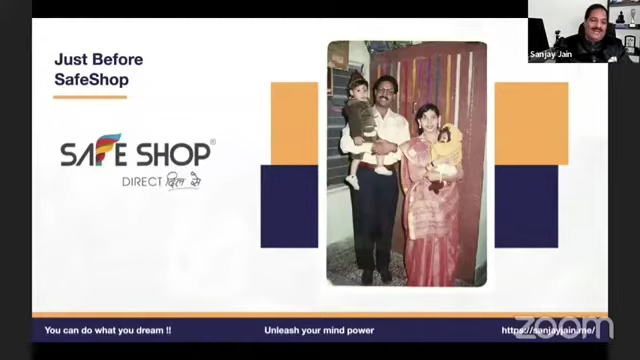 Just Before
SafeShop
SAFE SHOP®
DIRECT दिल से
Sanjay Jain
You can do what you dream !!
Unleash your mind power
https://sanjayjain.me/
zoom